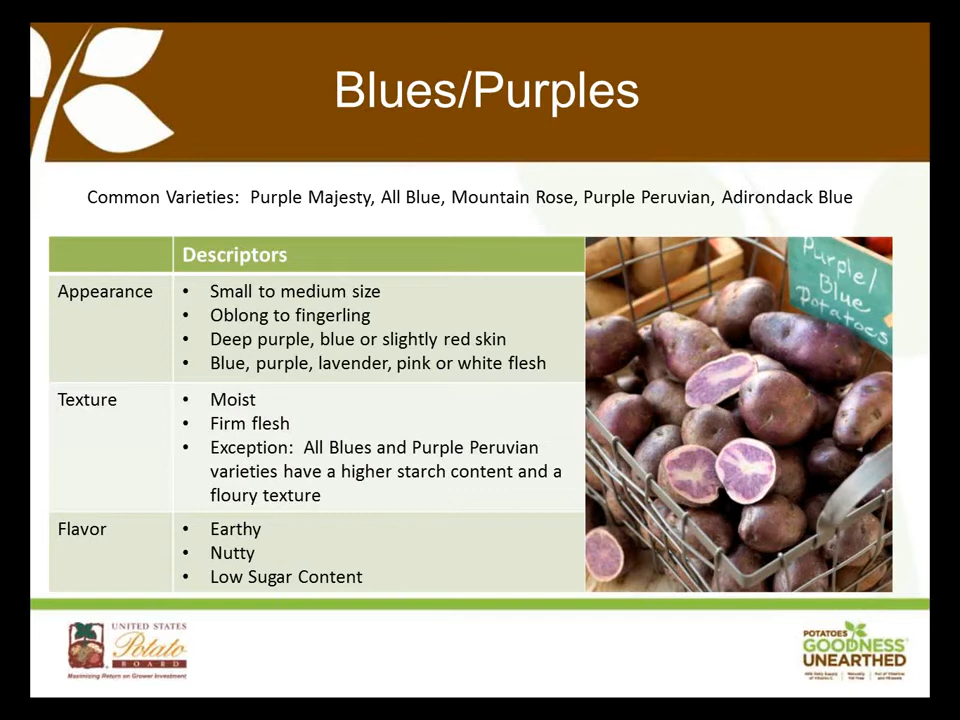 Blues/Purples
Common Varieties:  Purple Majesty, All Blue, Mountain Rose, Purple Peruvian, Adirondack Blue
Descriptors
Appearance
• Small to medium size
• Oblong to fingerling
• Deep purple, blue or slightly red skin
• Blue, purple, lavender, pink or white flesh
Texture
• Moist
• Firm flesh
• Exception:  All Blues and Purple Peruvian
varieties have a higher starch content and a
floury texture
Flavor
• Earthy
• Nutty
• Low Sugar Content
Purple/
Blue
Potatoes
UNITED STATES
Potato
BOARD
Maximizing Return on Grower Investment
POTATOES
GOODNESS
UNEARTHED